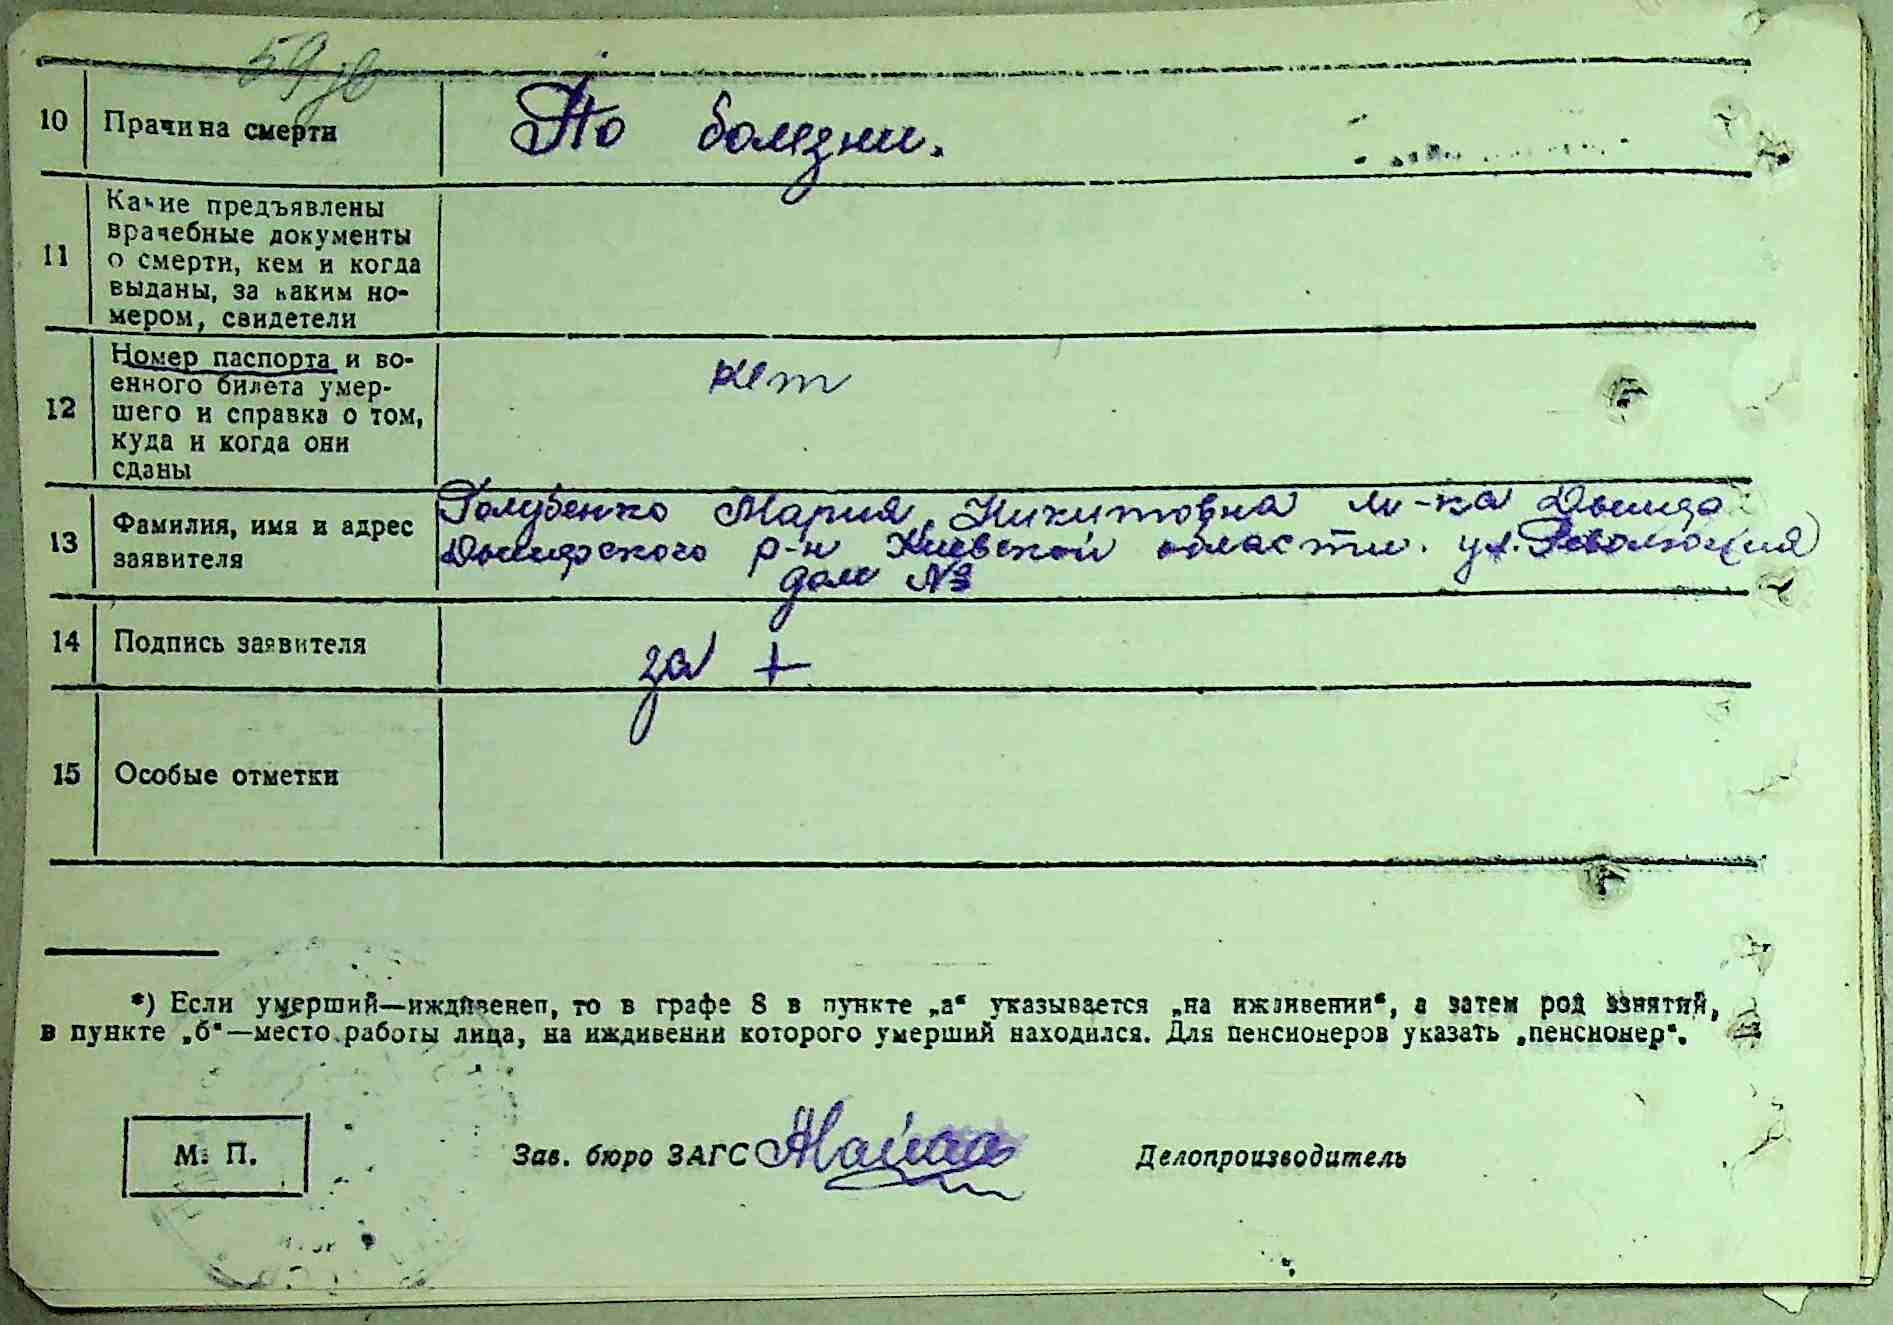 10 Причина смерти По болезни.
11 Какие предъявлены
врачебные документы
о смерти, кем и когда
выданы, за каким но-
мером, свидетели
12 Номер паспорта и во-
енного билета умер-
шего и справка о том,
куда и когда они
сданы
нет
13 Фамилия, имя и адрес
заявителя
Голубенко Мария Никитовна м-ка Дымера
Дымерского р-н Киевской области. ул. Революция
дом №3
14 Подпись заявителя за +
15 Особые отметки
*) Если умерший—иждивенец, то в графе 8 в пункте „а“ указывается „на иждивении“, а затем род занятий,
в пункте „б“—место работы лица, на иждивении которого умерший находился. Для пенсионеров указать „пенсионер“.
М. П. Зав. бюро ЗАГС Делопроизводитель